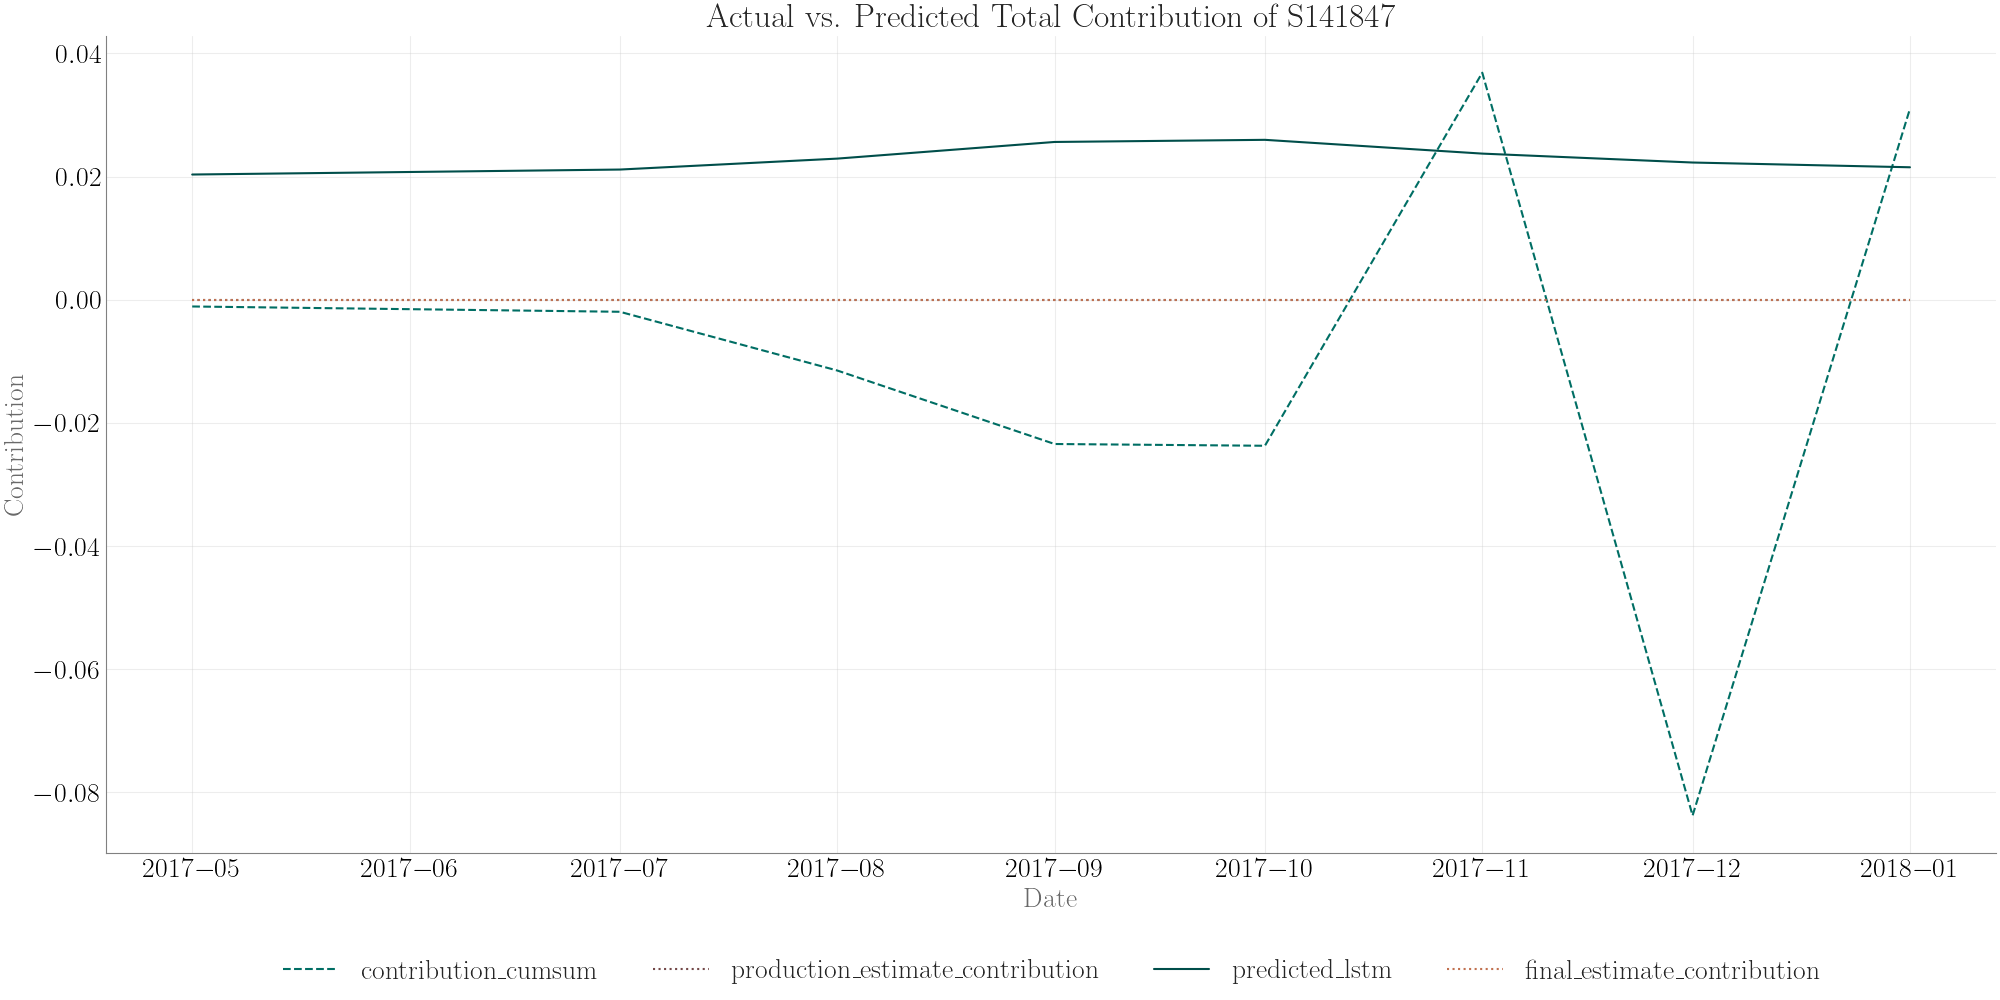 Actual vs. Predicted Total Contribution of S141847
0.04
0.02
0.00
−0.02
−0.04
−0.06
−0.08
Contribution
2017−05 2017−06 2017−07 2017−08 2017−09 2017−10 2017−11 2017−12 2018−01
Date
contribution_cumsum production_estimate_contribution predicted_lstm final_estimate_contribution